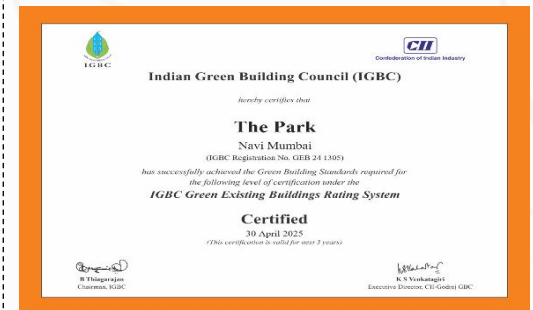 IGBC
CII
Confederation of Indian Industry
Indian Green Building Council (IGBC)
hereby certifies that
The Park
Navi Mumbai
(IGBC Registration No. GEB 24 1305)
has successfully achieved the Green Building Standards required for
the following level of certification under the
IGBC Green Existing Buildings Rating System
Certified
30 April 2025
(This certification is valid for next 3 years)
B Thiagarajan
Chairman, IGBC
K S Venkatagiri
Executive Director, CII-Godrej GBC